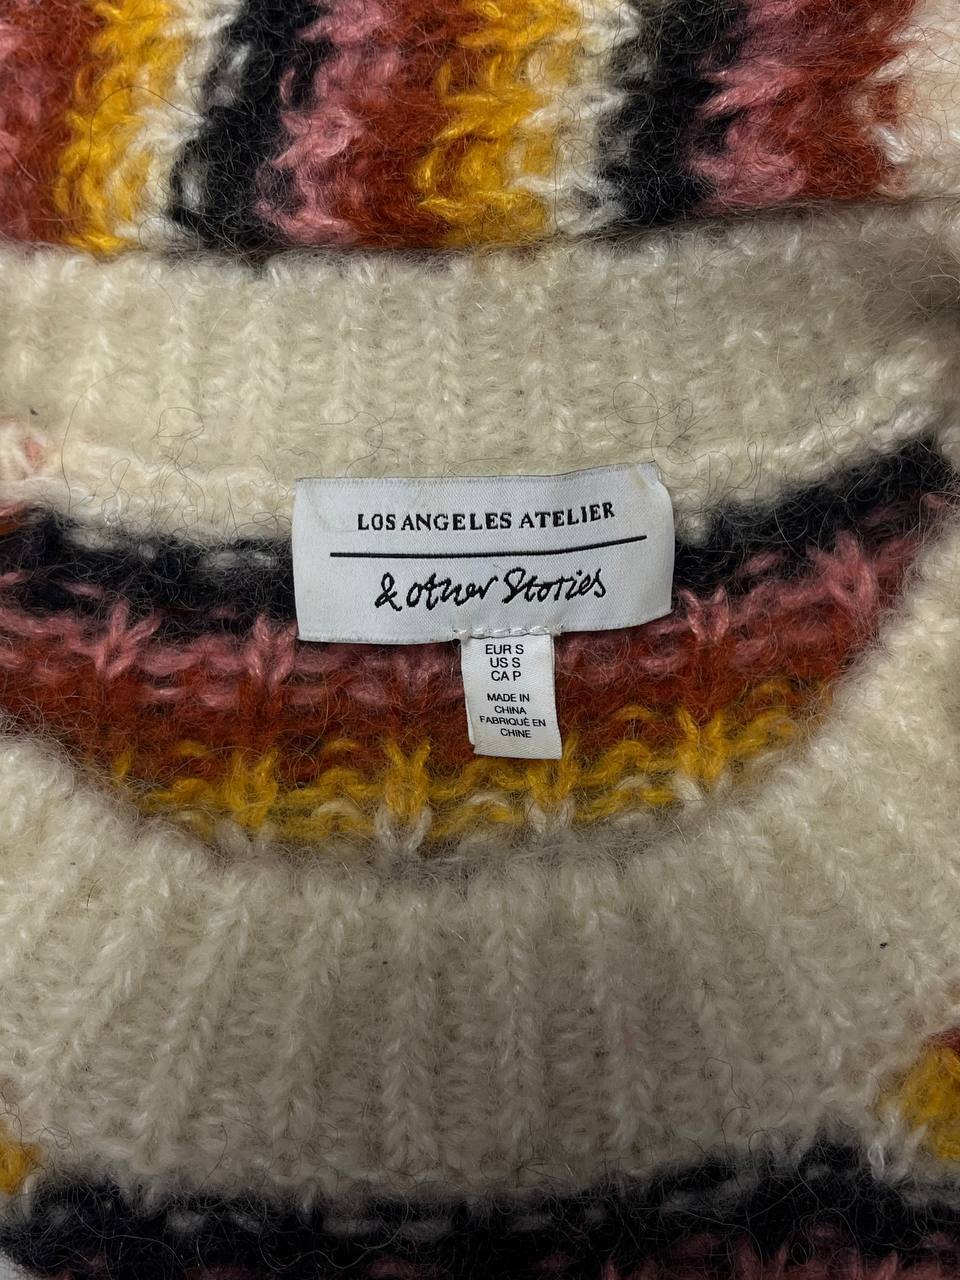 LOS ANGELES ATELIER
& other Stories
EUR S
US S
CA P
MADE IN
CHINA
FABRIQUÉ EN
CHINE